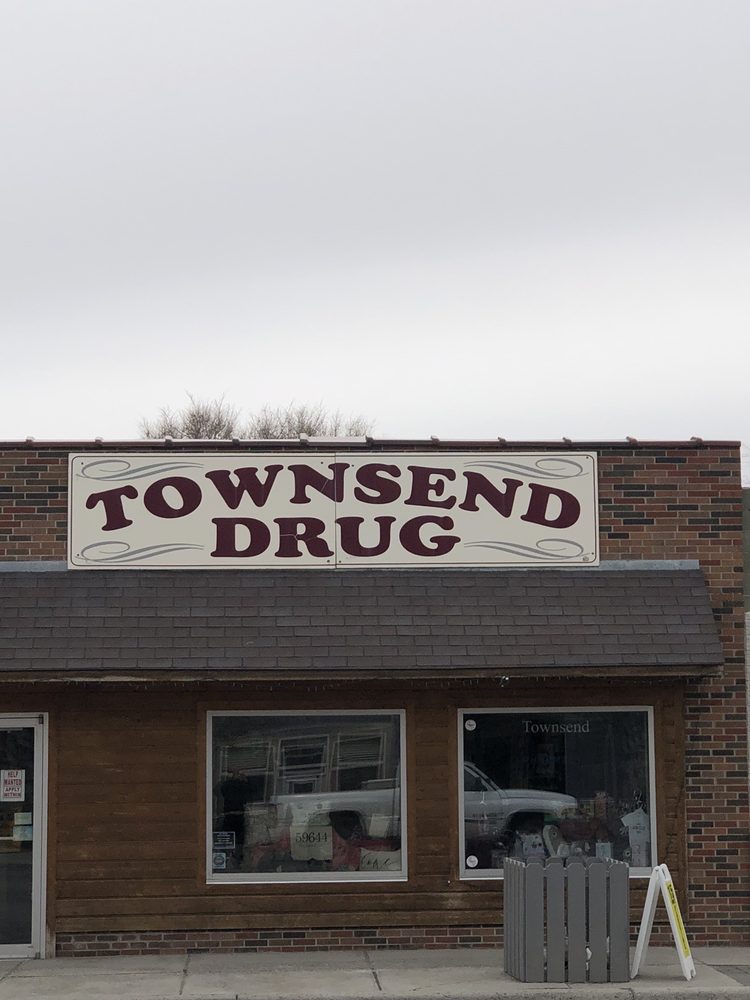 TOWNSEND
DRUG
Townsend
HELP
WANTED
APPLY
WITHIN
59644